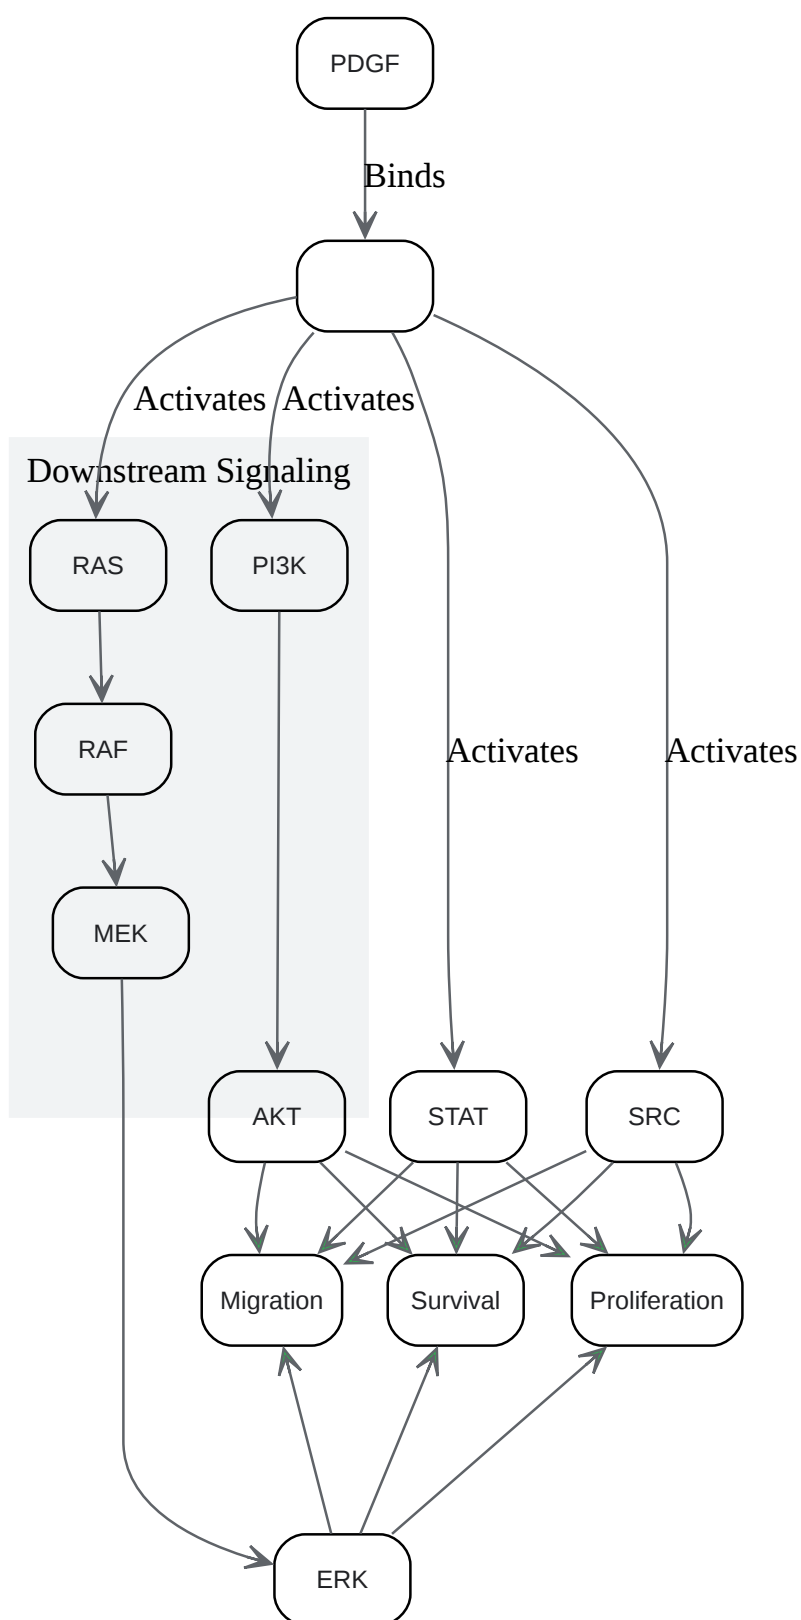 PDGF
Binds
Activates
Activates
Downstream Signaling
RAS
PI3K
RAF
Activates
Activates
MEK
AKT
STAT
SRC
Migration
Survival
Proliferation
ERK